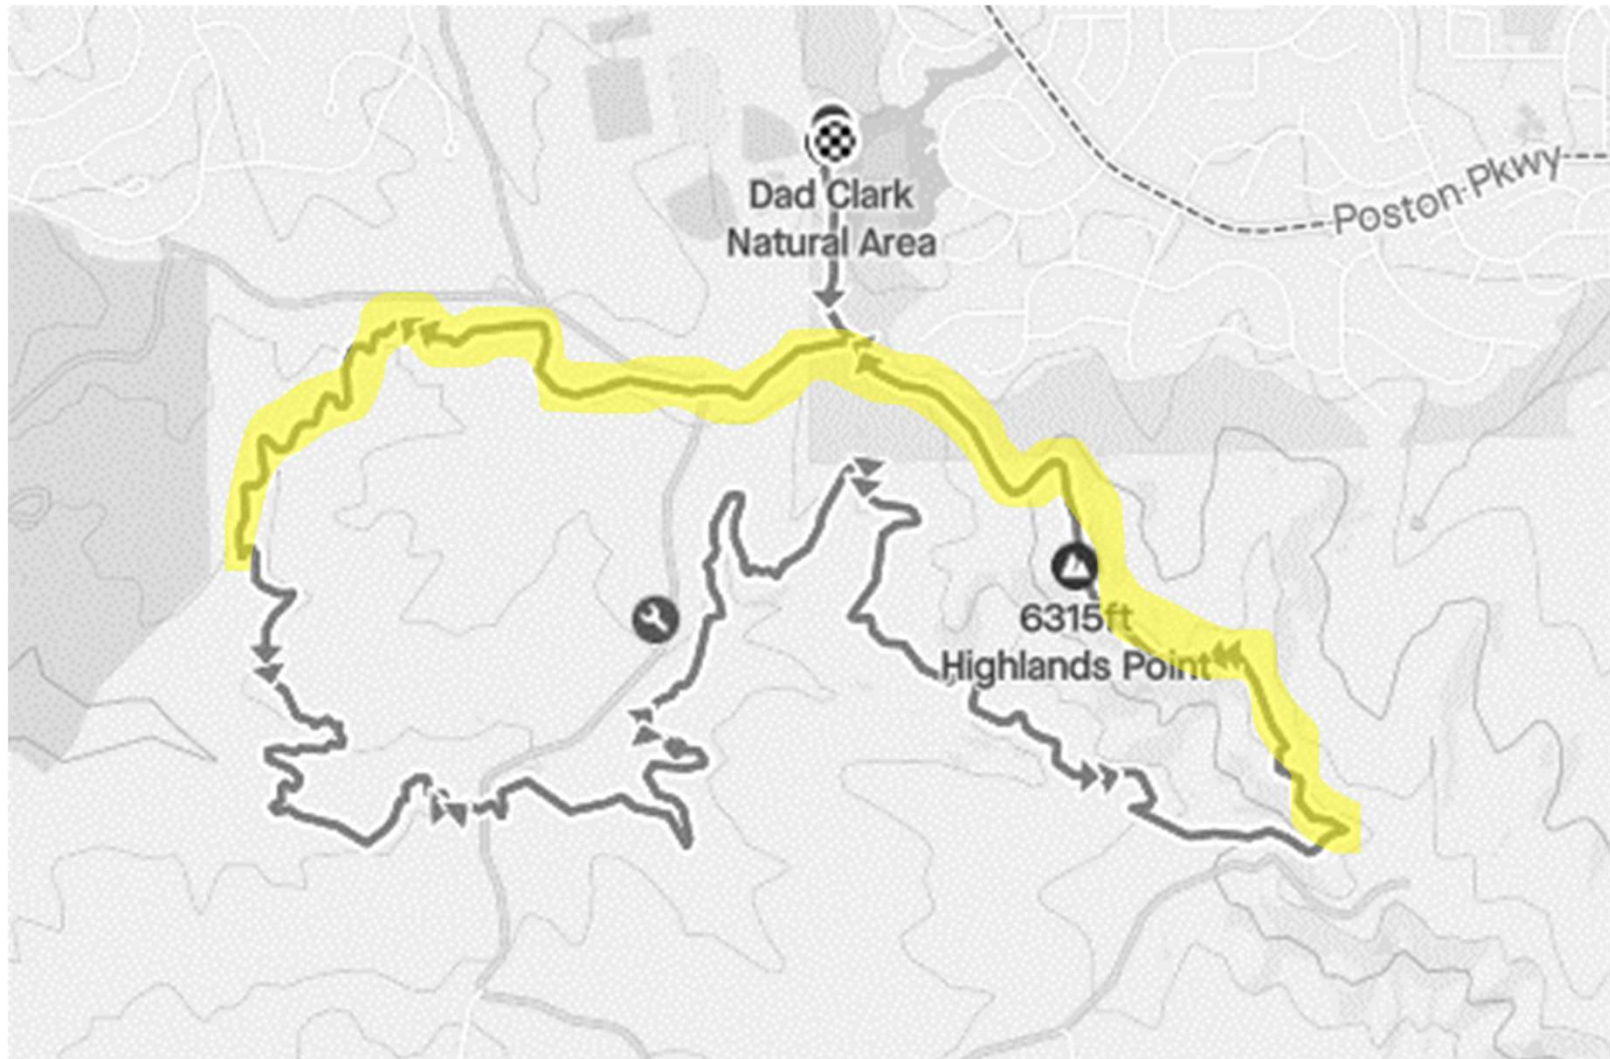 Dad Clark
Natural Area
Poston Pkwy
6315ft
Highlands Point